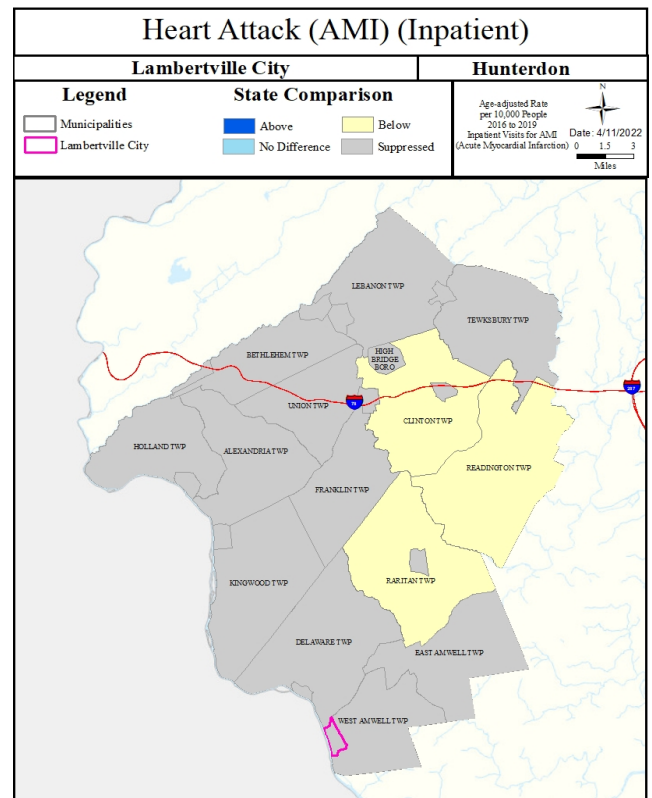 Heart Attack (AMI) (Inpatient)
Lambertville City
Hunterdon
Legend
Municipalities
Lambertville City
State Comparison
Above
Below
No Difference
Suppressed
Age-adjusted Rate
per 10,000 People
2016 to 2019
Inpatient Visits for AMI
(Acute Myocardial Infarction)
N
Date: 4/11/2022
0 1.5 3
Miles
LEBANON TWP
TEWKSBURY TWP
HIGH
BRIDGE
BORO
BETHLEHEM TWP
78
287
UNION TWP
CLINTON TWP
HOLLAND TWP
ALEXANDRIA TWP
READINGTON TWP
FRANKLIN TWP
KINGWOOD TWP
RARITAN TWP
DELAWARE TWP
EAST AMWELL TWP
WEST AMWELL TWP